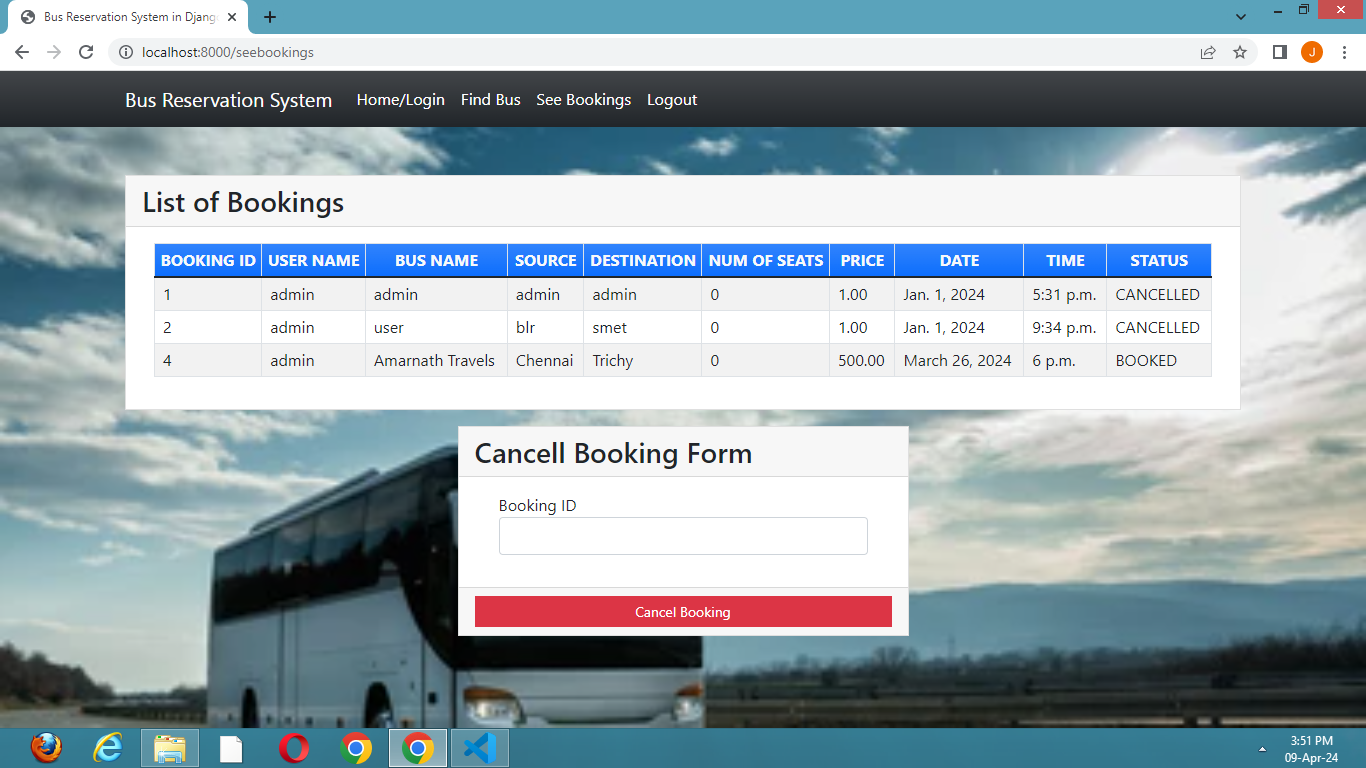 Bus Reservation System in Djang
localhost:8000/seebookings
J
Bus Reservation System Home/Login Find Bus See Bookings Logout
List of Bookings
BOOKING ID USER NAME BUS NAME SOURCE DESTINATION NUM OF SEATS PRICE DATE TIME STATUS
1 admin admin admin admin 0 1.00 Jan. 1, 2024 5:31 p.m. CANCELLED
2 admin user blr smet 0 1.00 Jan. 1, 2024 9:34 p.m. CANCELLED
4 admin Amarnath Travels Chennai Trichy 0 500.00 March 26, 2024 6 p.m. BOOKED
Cancell Booking Form
Booking ID
Cancel Booking
3:51 PM
09-Apr-24